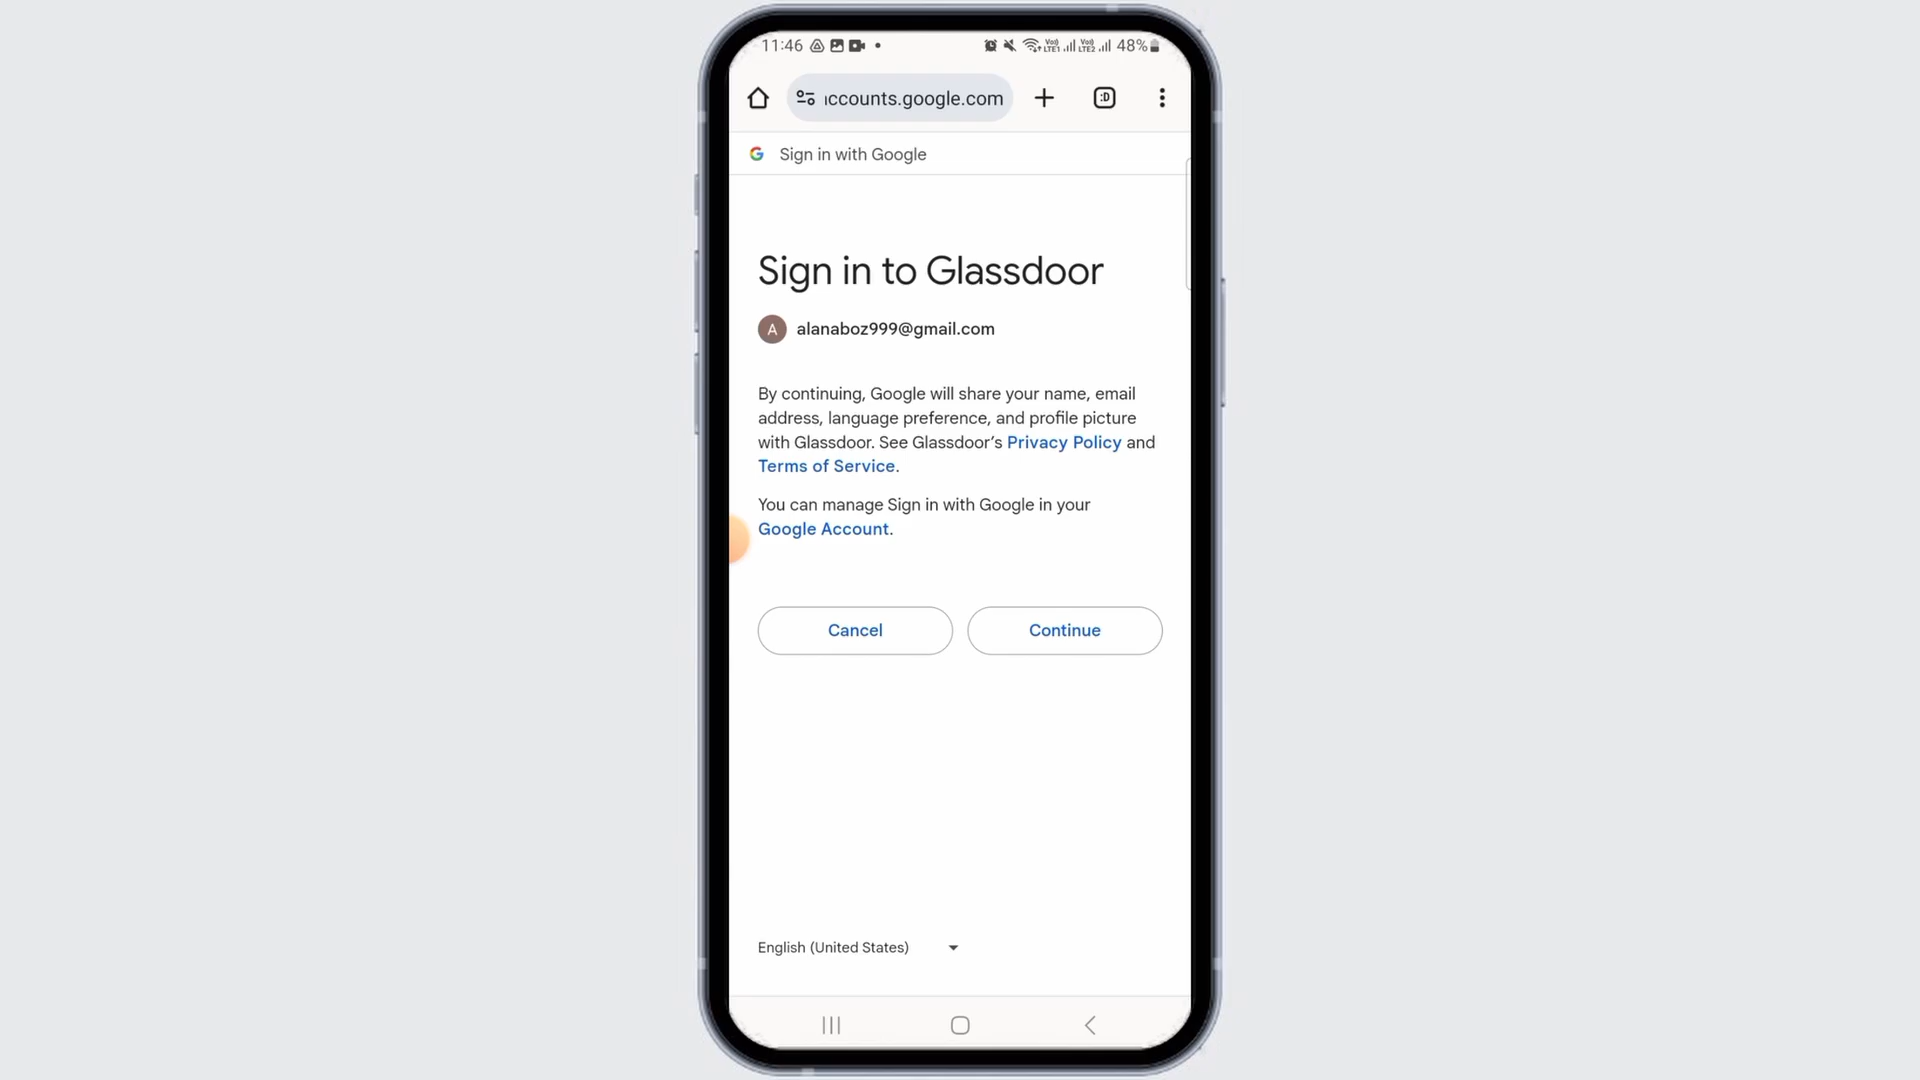 11:46 48%
ccounts.google.com :D
Sign in with Google
Sign in to Glassdoor
A alanaboz999@gmail.com
By continuing, Google will share your name, email
address, language preference, and profile picture
with Glassdoor. See Glassdoor’s Privacy Policy and
Terms of Service.
You can manage Sign in with Google in your
Google Account.
Cancel Continue
English (United States)